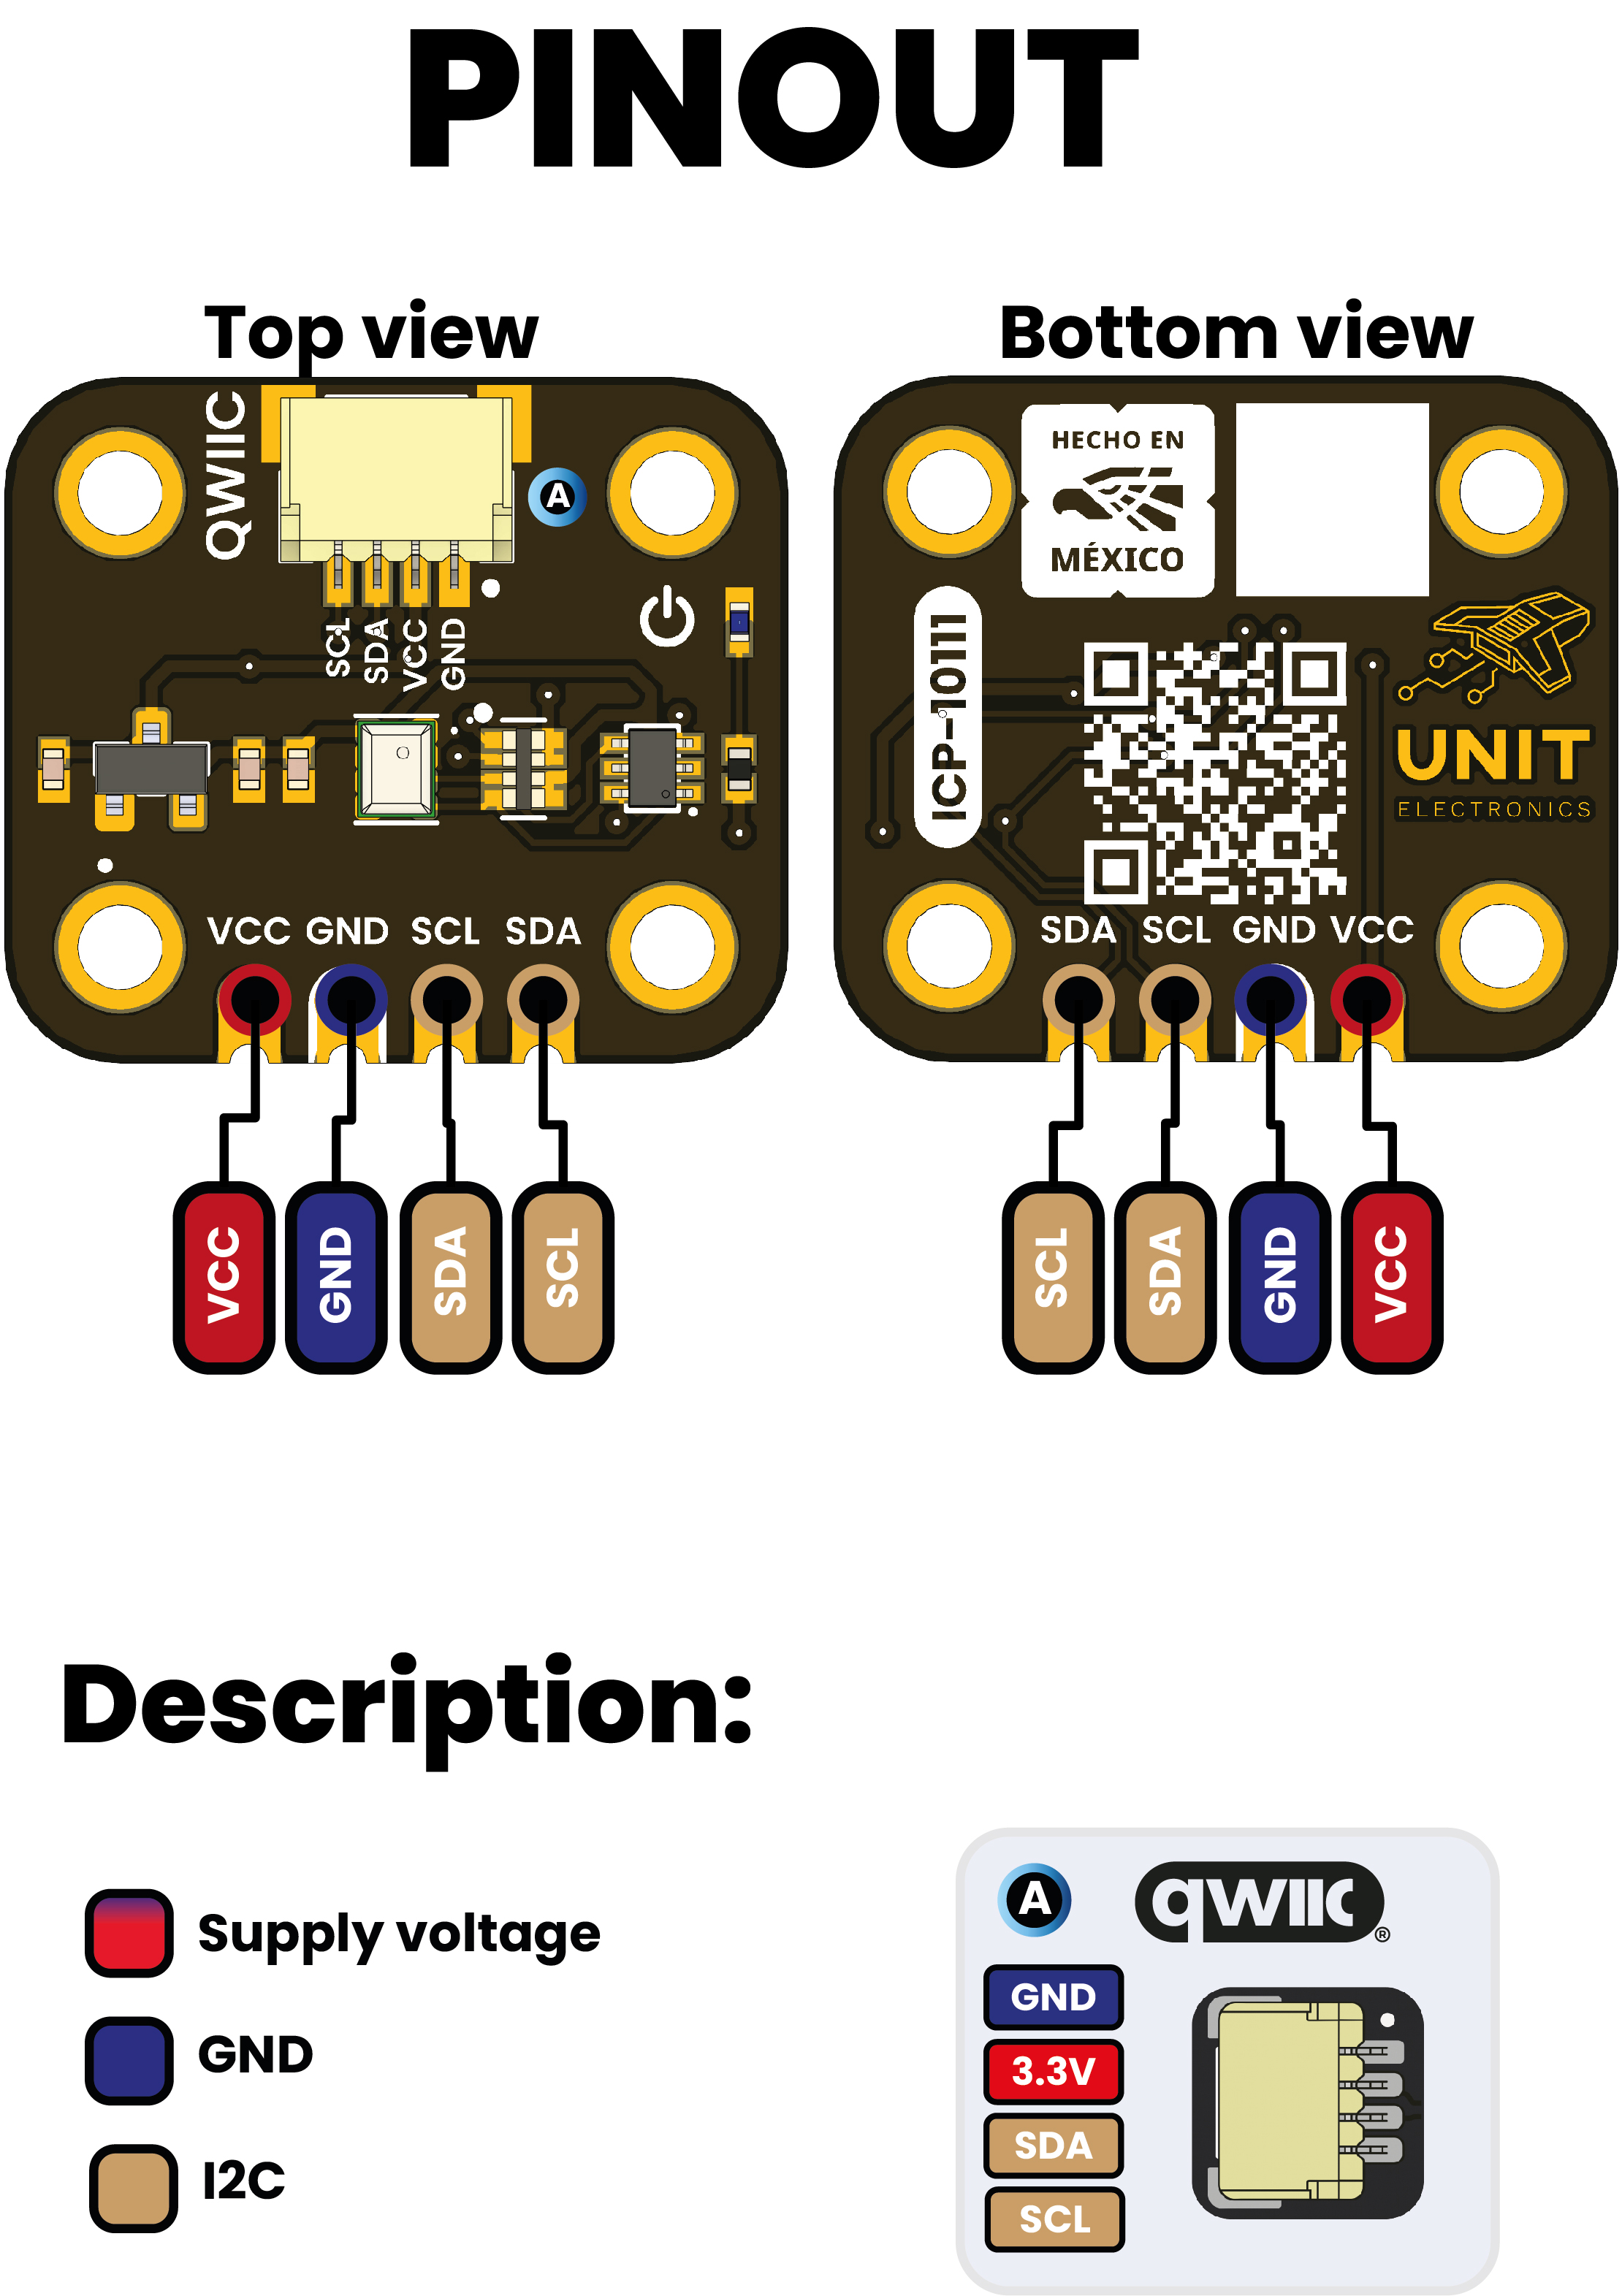 PINOUT
Top view
Bottom view
QWIIC
A
SCL
SDA
VCC
GND
VCC GND SCL SDA
VCC
GND
SDA
SCL
HECHO EN
MÉXICO
ICP-10111
UNIT
ELECTRONICS
SDA SCL GND VCC
SCL
SDA
GND
VCC
Description:
Supply voltage
GND
I2C
A
qwiic®
GND
3.3V
SDA
SCL